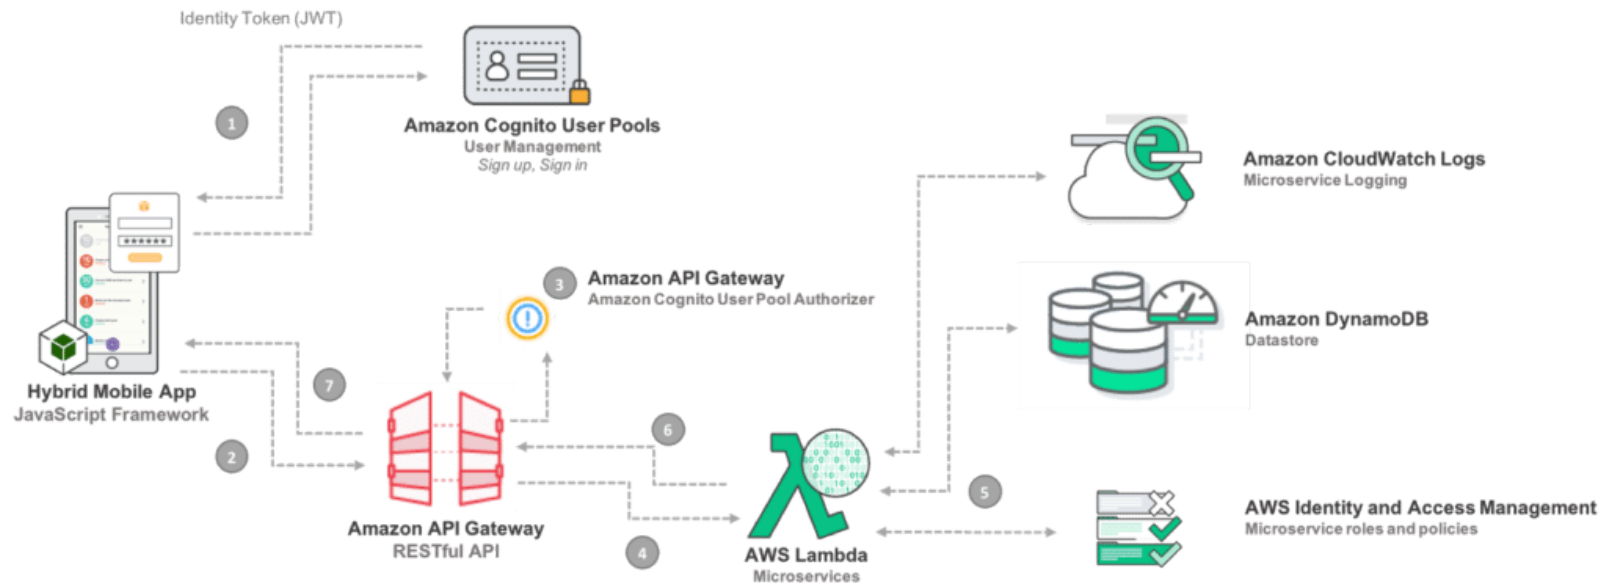 Identity Token (JWT)
1
Amazon Cognito User Pools
User Management
Sign up, Sign in
Amazon CloudWatch Logs
Microservice Logging
3
Amazon API Gateway
Amazon Cognito User Pool Authorizer
Amazon DynamoDB
Datastore
Hybrid Mobile App
JavaScript Framework
7
2
6
Amazon API Gateway
RESTful API
4
AWS Lambda
Microservices
5
AWS Identity and Access Management
Microservice roles and policies